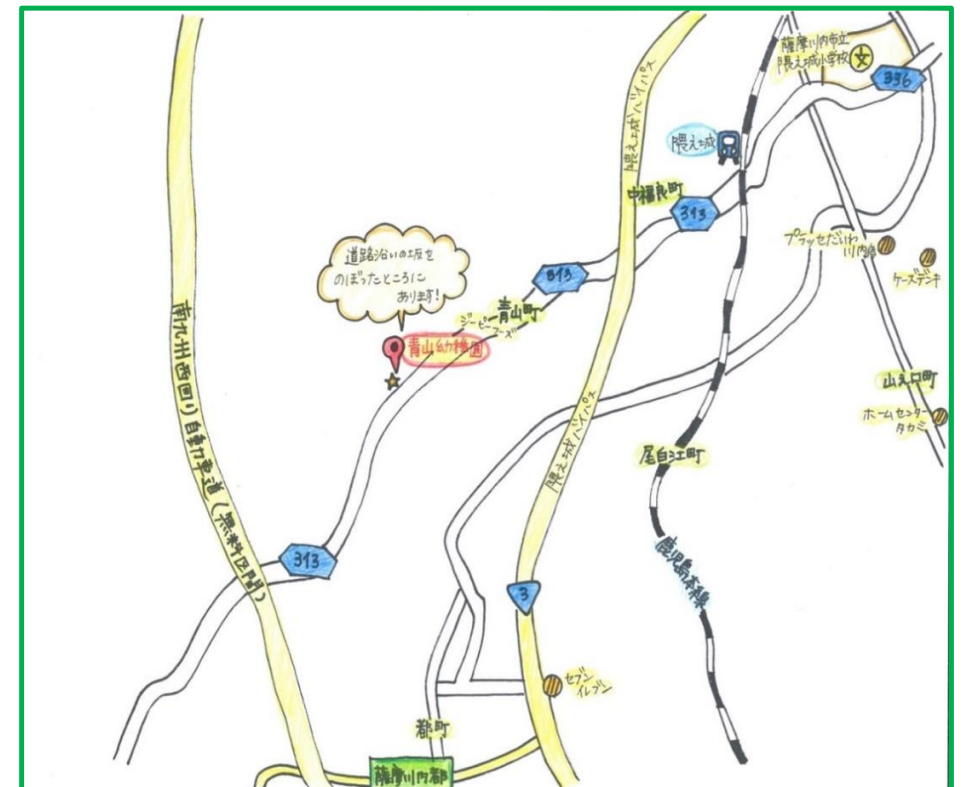 薩摩川内市立
隈之城小学校
文
336
隈之城バイパス
隈之城
中福良町
313
プラッセだいわ
川内店
ケーズデンキ
道路沿いの坂を
のぼったところに
あります!
313
青山町
ジーピーフーズ
青山幼稚園
南九州西回り自動車道(無料区間)
山之口町
ホームセンター
タカミ
隈之城バイパス
尾白江町
313
鹿児島本線
3
セブン
イレブン
都町
薩摩川内都